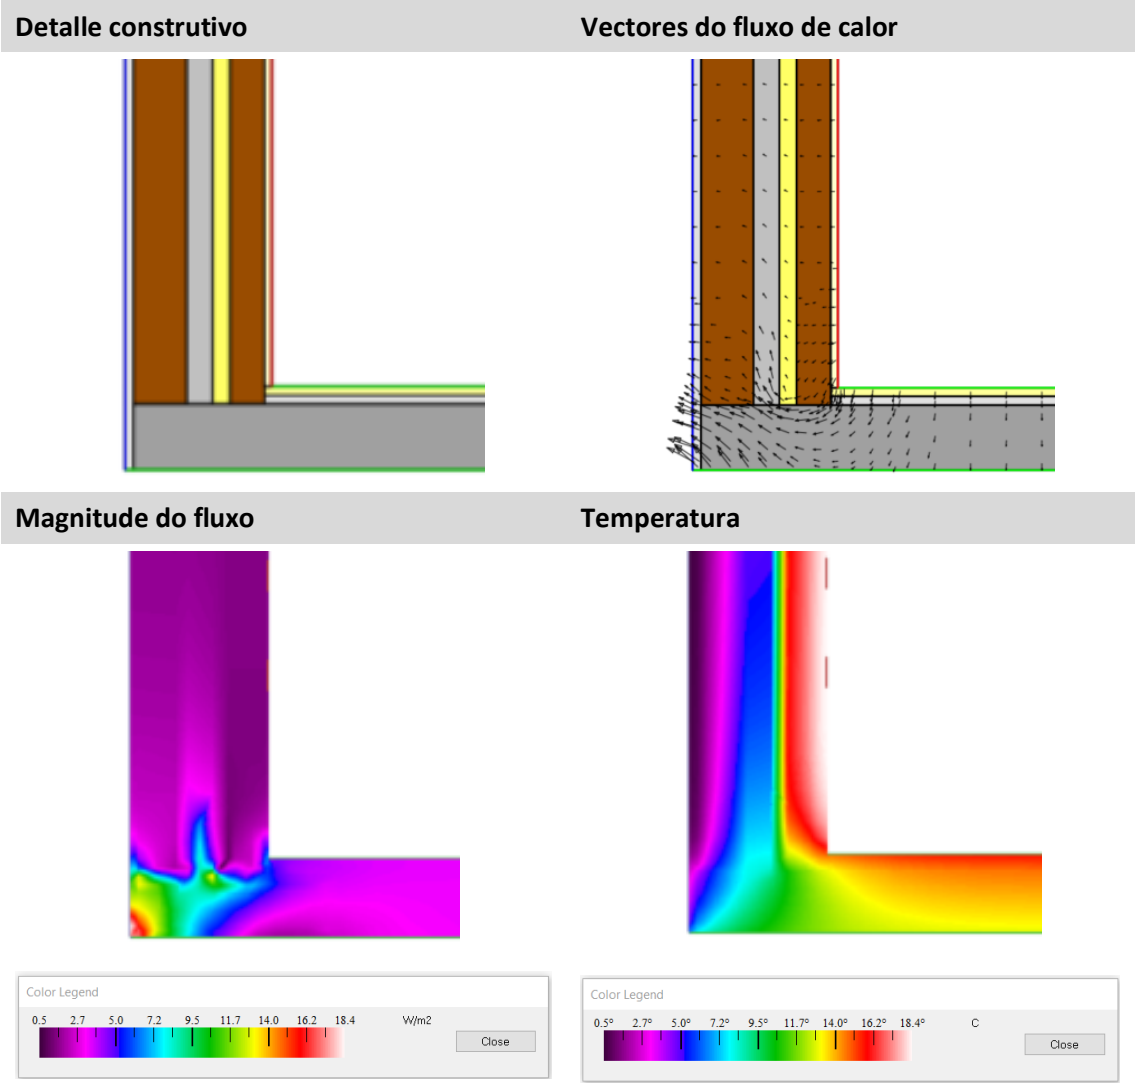 Detalle construtivo
Vectores do fluxo de calor
Magnitude do fluxo
Temperatura
Color Legend
0.5 2.7 5.0 7.2 9.5 11.7 14.0 16.2 18.4 W/m2
Close
Color Legend
0.5° 2.7° 5.0° 7.2° 9.5° 11.7° 14.0° 16.2° 18.4° C
Close